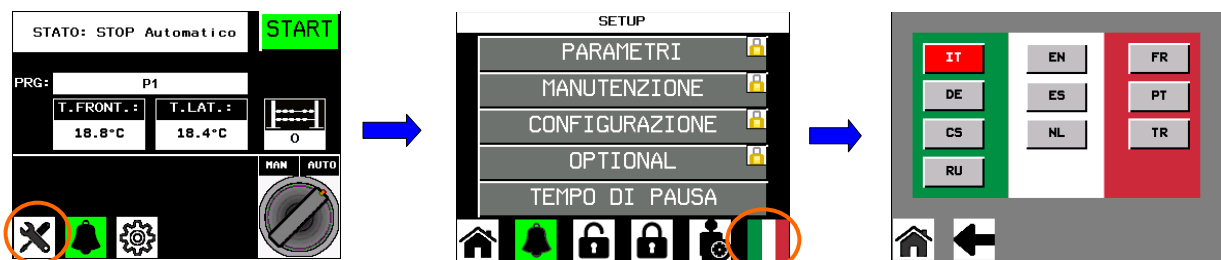 STATO: STOP Automatico
START
PRG:
P1
T.FRONT.:
T.LAT.:
18.8°C
18.4°C
0
MAN
AUTO
SETUP
PARAMETRI
MANUTENZIONE
CONFIGURAZIONE
OPTIONAL
TEMPO DI PAUSA
IT
EN
FR
DE
ES
PT
CS
NL
TR
RU